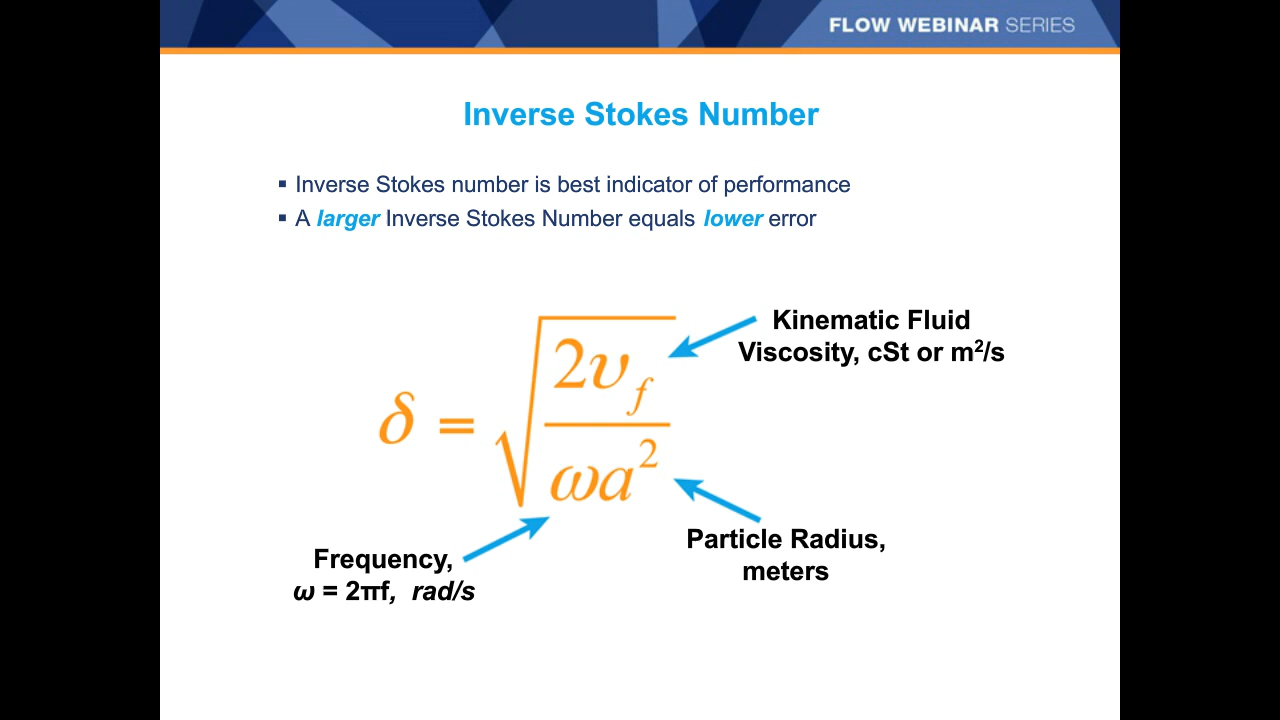 FLOW WEBINAR SERIES
Inverse Stokes Number
▪ Inverse Stokes number is best indicator of performance
▪ A larger Inverse Stokes Number equals lower error
Kinematic Fluid
Viscosity, cSt or m²/s
δ = √(2υ_f / ωa²)
Particle Radius,
meters
Frequency,
ω = 2πf, rad/s